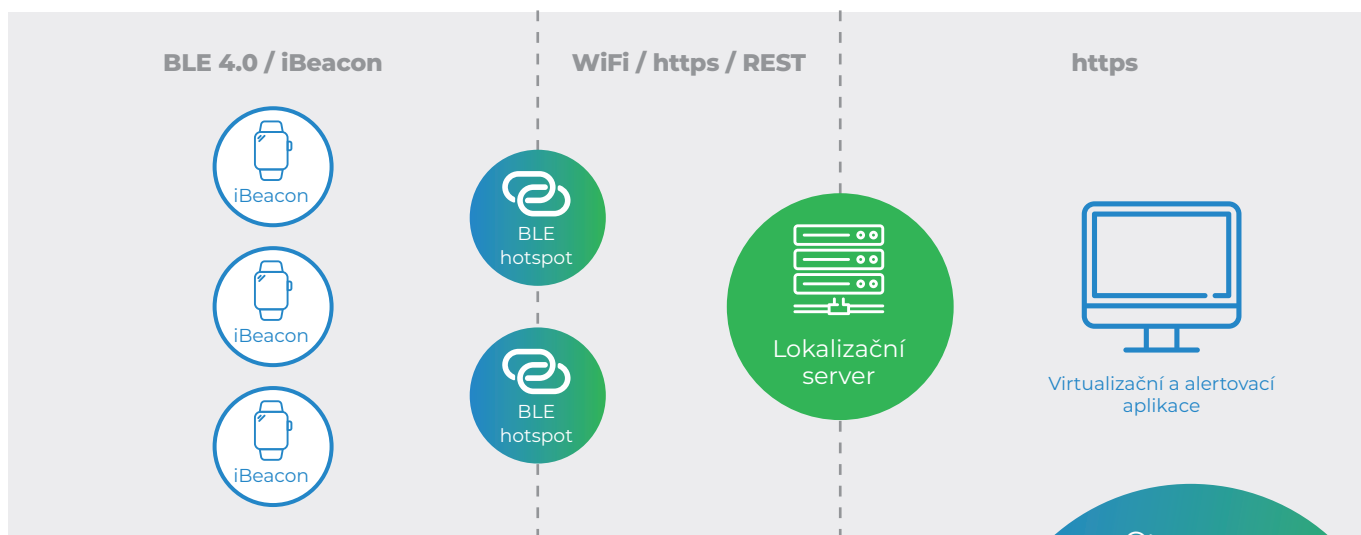 BLE 4.0 / iBeacon
WiFi / https / REST
https
iBeacon
iBeacon
iBeacon
BLE
hotspot
BLE
hotspot
Lokalizační
server
Virtualizační a alertovací
aplikace